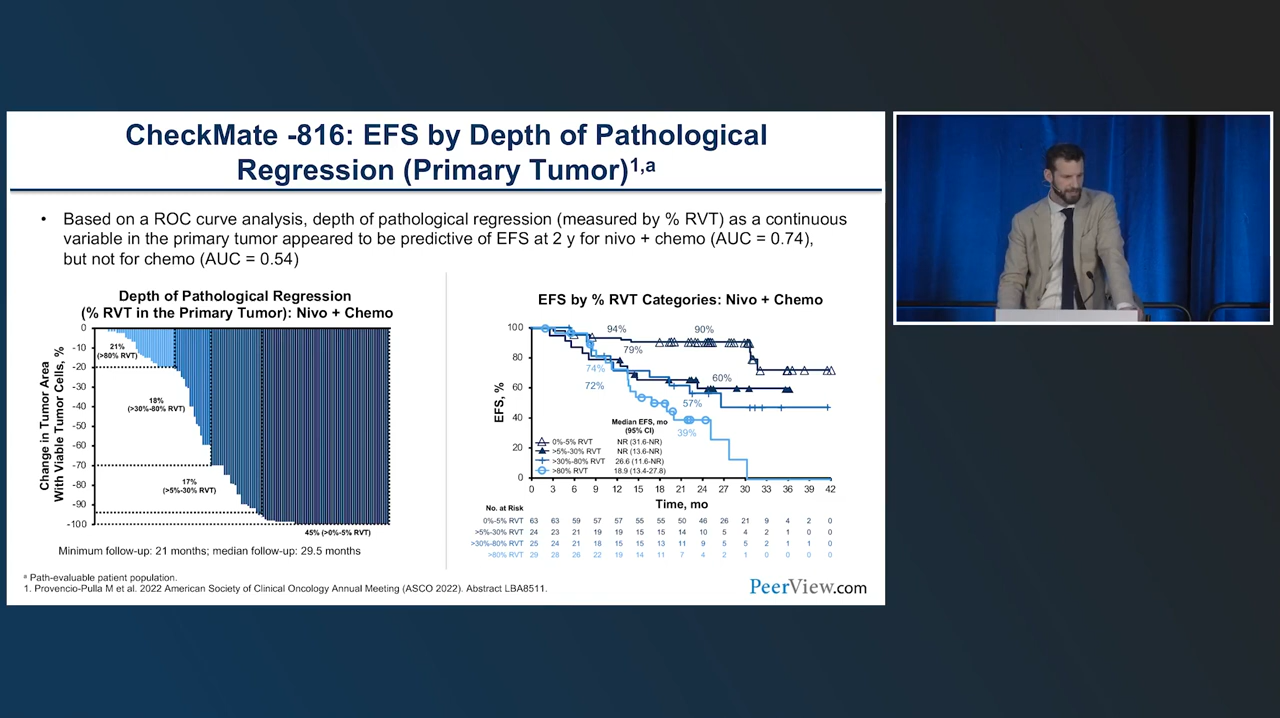 CheckMate -816: EFS by Depth of Pathological
Regression (Primary Tumor)1,a
• Based on a ROC curve analysis, depth of pathological regression (measured by % RVT) as a continuous
variable in the primary tumor appeared to be predictive of EFS at 2 y for nivo + chemo (AUC = 0.74),
but not for chemo (AUC = 0.54)
Depth of Pathological Regression
(% RVT in the Primary Tumor): Nivo + Chemo
Change in Tumor Area
With Viable Tumor Cells, %
0
-10
-20
-30
-40
-50
-60
-70
-80
-90
-100
21%
(>80% RVT)
18%
(>30%-80% RVT)
17%
(>5%-30% RVT)
45% (>0%-5% RVT)
Minimum follow-up: 21 months; median follow-up: 29.5 months
EFS by % RVT Categories: Nivo + Chemo
EFS, %
100
80
60
40
20
0
94%
90%
79%
74%
72%
60%
57%
39%
Median EFS, mo
(95% CI)
0%-5% RVT NR (31.6-NR)
>5%-30% RVT NR (13.6-NR)
>30%-80% RVT 26.6 (11.6-NR)
>80% RVT 18.9 (13.4-27.8)
0 3 6 9 12 15 18 21 24 27 30 33 36 39 42
Time, mo
No. at Risk
0%-5% RVT 63 63 59 57 57 55 55 50 46 26 21 9 4 2 0
>5%-30% RVT 24 23 21 19 19 15 15 14 10 5 4 2 1 0 0
>30%-80% RVT 25 24 21 18 15 15 13 11 9 5 5 2 1 1 0
>80% RVT 29 28 26 22 19 14 11 7 4 2 1 0 0 0 0
a Path-evaluable patient population.
1. Provencio-Pulla M et al. 2022 American Society of Clinical Oncology Annual Meeting (ASCO 2022). Abstract LBA8511.
PeerView.com